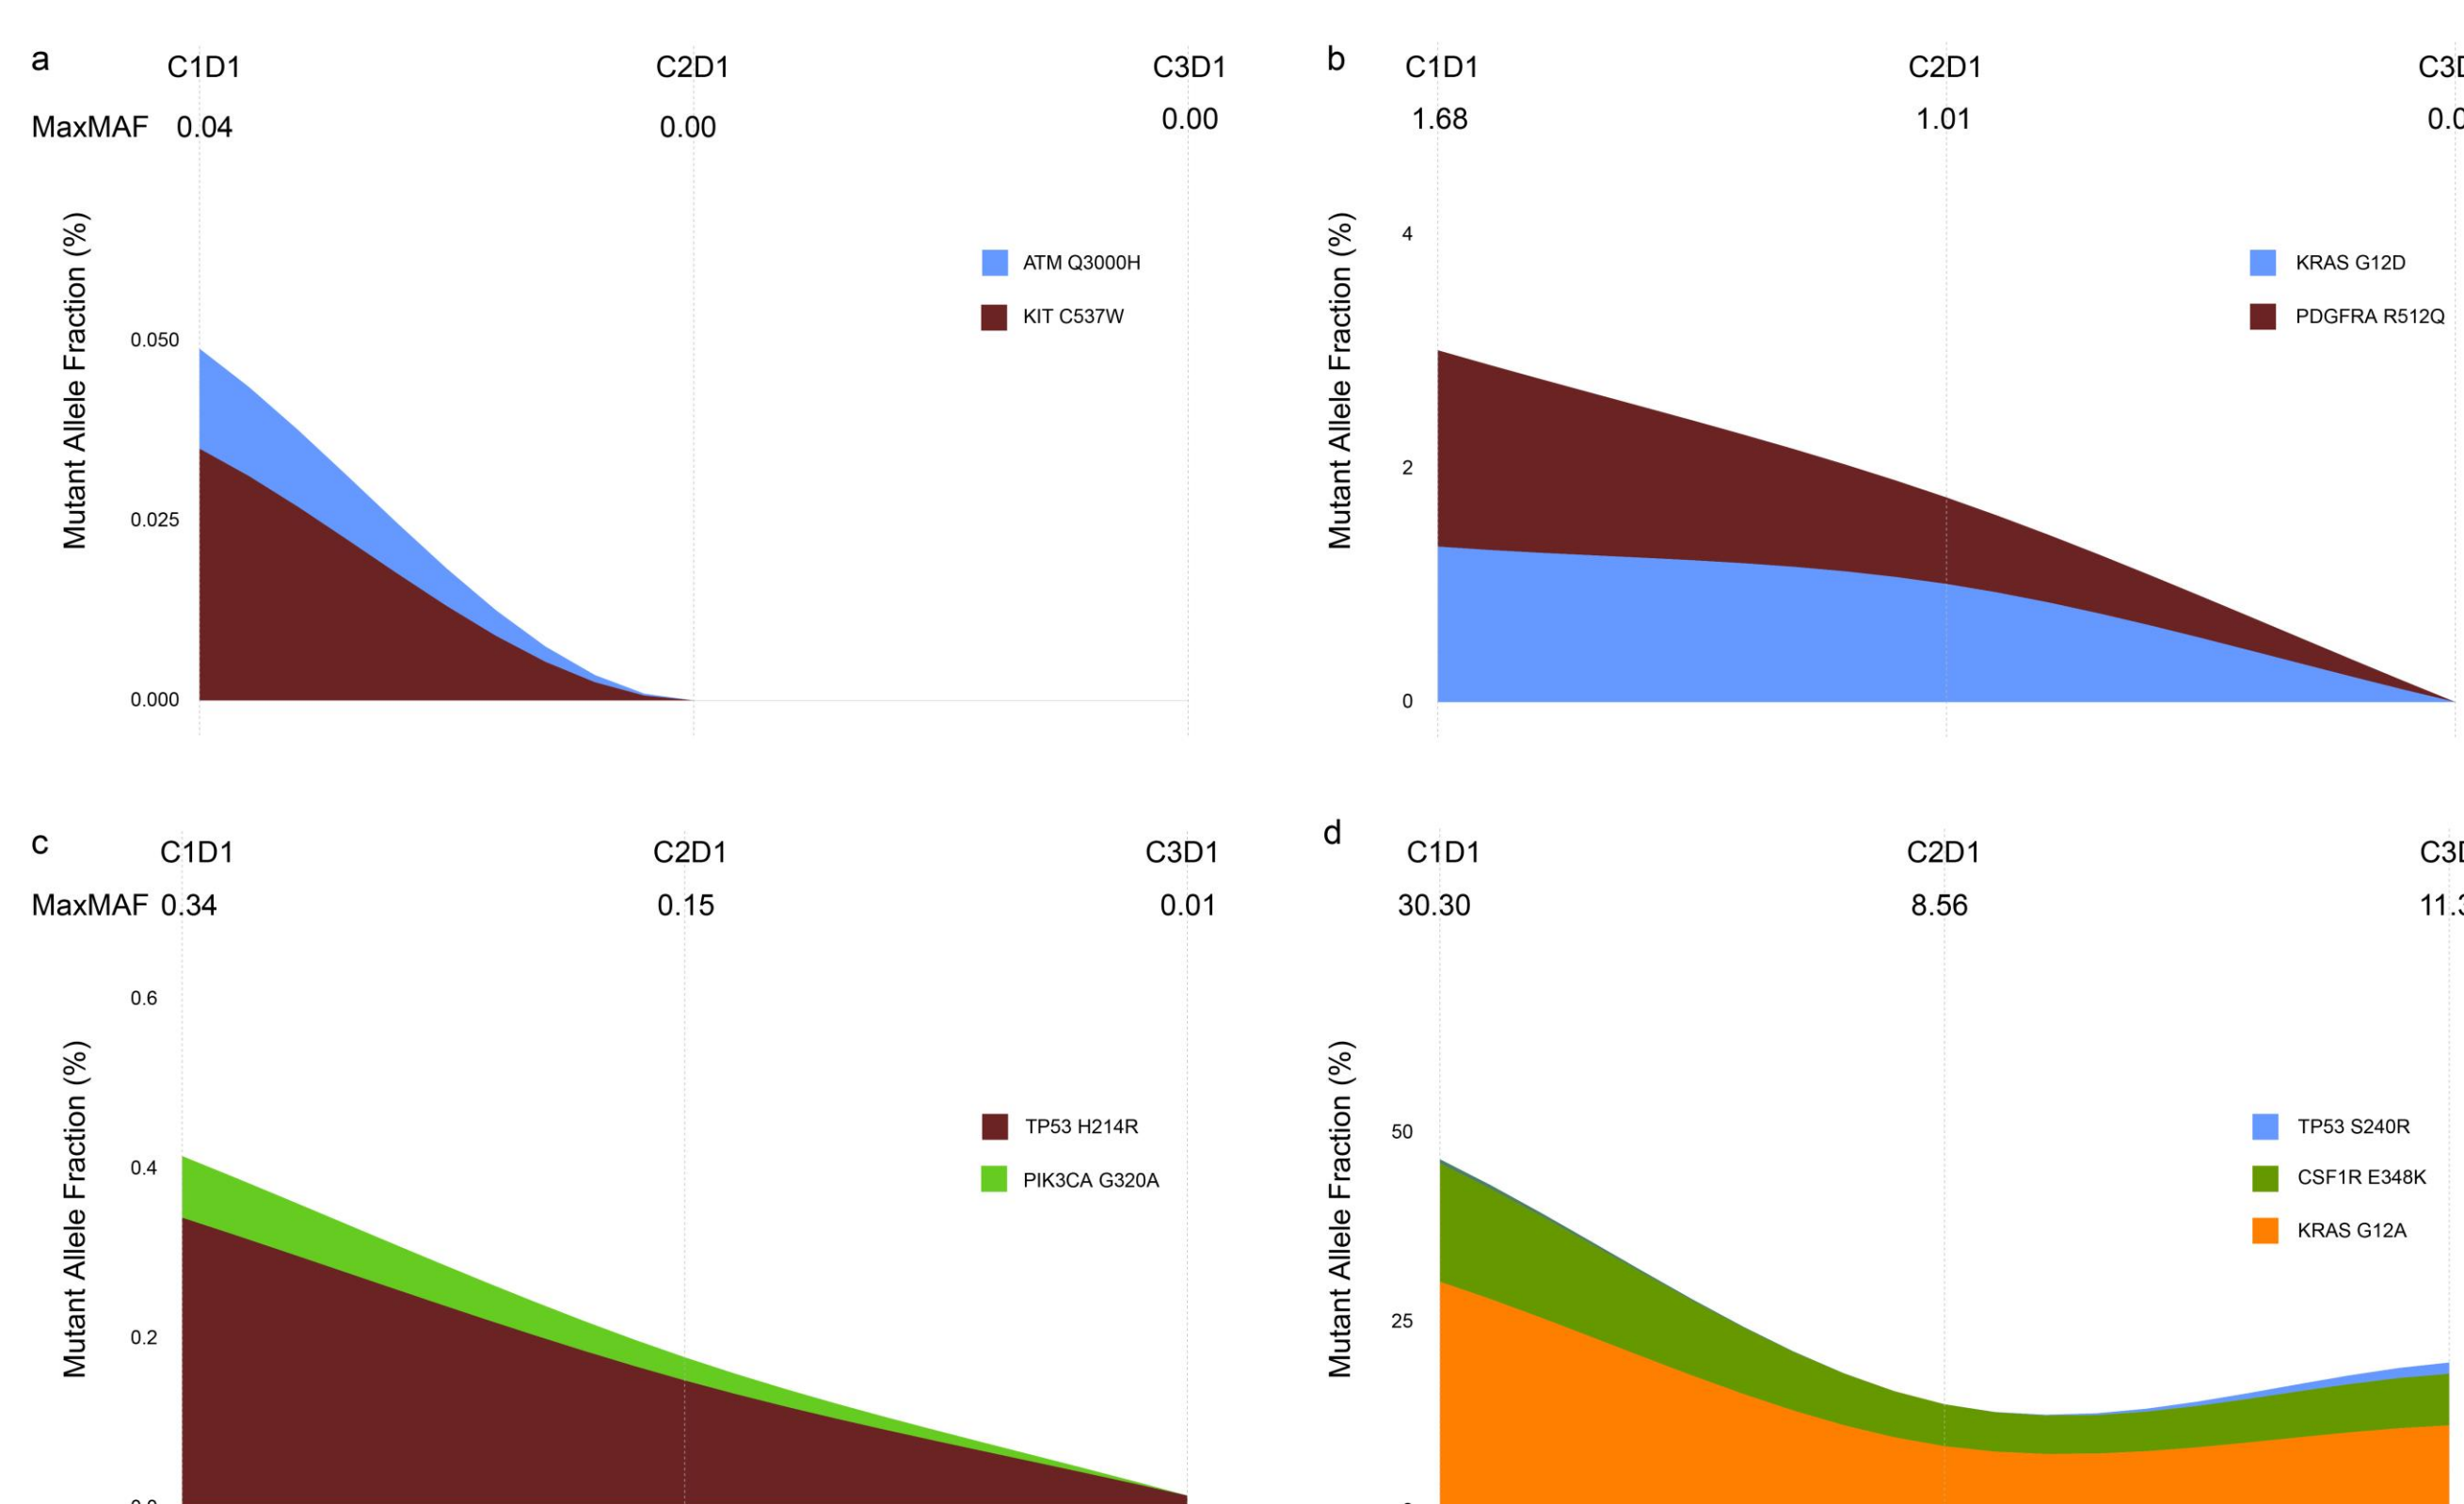 a
C1D1 C2D1 C3D1
MaxMAF 0.04 0.00 0.00
Mutant Allele Fraction (%)
0.050
0.025
0.000
ATM Q3000H
KIT C537W
b
C1D1 C2D1
1.68 1.01
Mutant Allele Fraction (%)
4
2
0
KRAS G12D
PDGFRA R512Q
c
C1D1 C2D1 C3D1
MaxMAF 0.34 0.15 0.01
Mutant Allele Fraction (%)
0.6
0.4
0.2
TP53 H214R
PIK3CA G320A
d
C1D1 C2D1
30.30 8.56
Mutant Allele Fraction (%)
50
25
TP53 S240R
CSF1R E348K
KRAS G12A